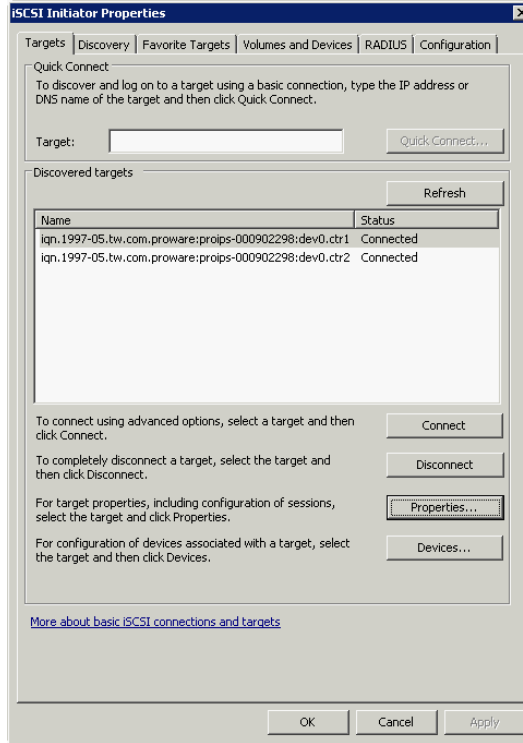 iSCSI Initiator Properties
Targets Discovery Favorite Targets Volumes and Devices RADIUS Configuration
Quick Connect
To discover and log on to a target using a basic connection, type the IP address or
DNS name of the target and then click Quick Connect.
Target: Quick Connect...
Discovered targets
Refresh
Name Status
iqn.1997-05.tw.com.proware:proips-000902298:dev0.ctr1 Connected
iqn.1997-05.tw.com.proware:proips-000902298:dev0.ctr2 Connected
To connect using advanced options, select a target and then
click Connect.
Connect
To completely disconnect a target, select the target and
then click Disconnect.
Disconnect
For target properties, including configuration of sessions,
select the target and click Properties.
Properties...
For configuration of devices associated with a target, select
the target and then click Devices.
Devices...
More about basic iSCSI connections and targets
OK Cancel Apply